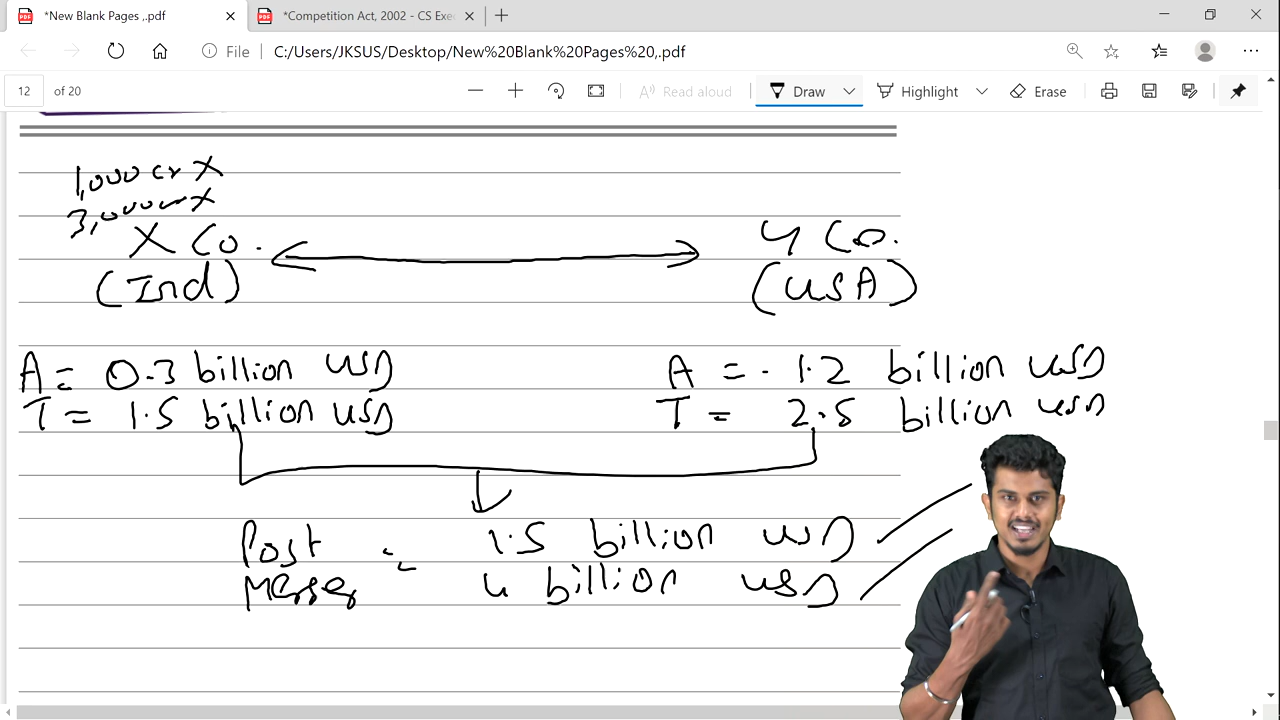 *New Blank Pages ,.pdf
*Competition Act, 2002 - CS Exec
File C:/Users/JKSUS/Desktop/New%20Blank%20Pages%20,.pdf
12 of 20 Read aloud Draw Highlight Erase
1,000 cr X
3,000 cr X
X Co. Y Co.
(Ind) (USA)
A = 0.3 billion USD A = 1.2 billion USD
T = 1.5 billion USD T = 2.5 billion USD
Post = 1.5 billion USD
Merger 4 billion USD